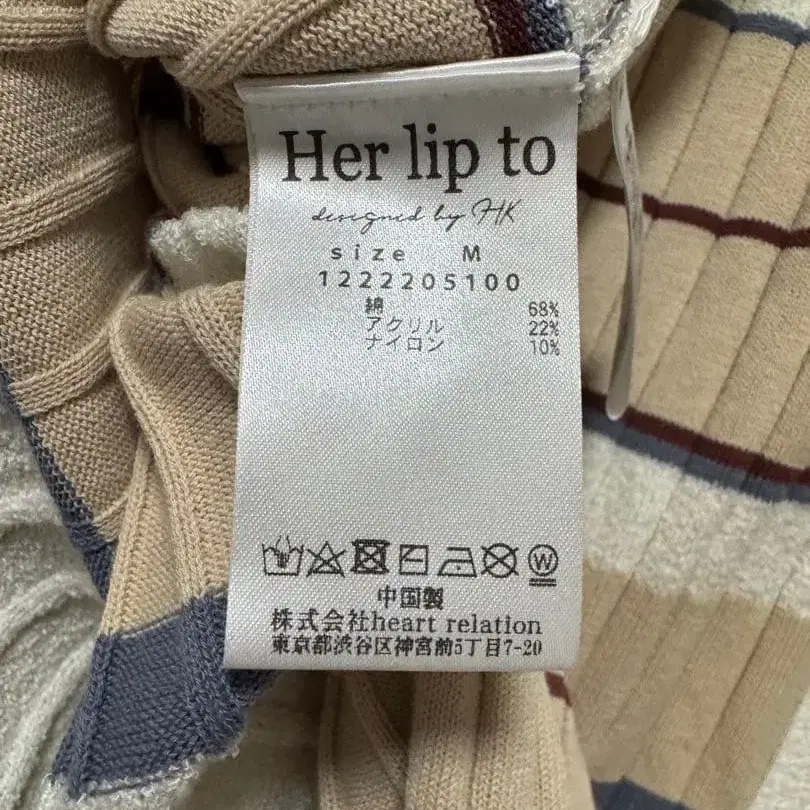 Her lip to
designed by HK
size M
1222205100
綿 68%
アクリル 22%
ナイロン 10%
W
中国製
株式会社heart relation
東京都渋谷区神宮前5丁目7-20